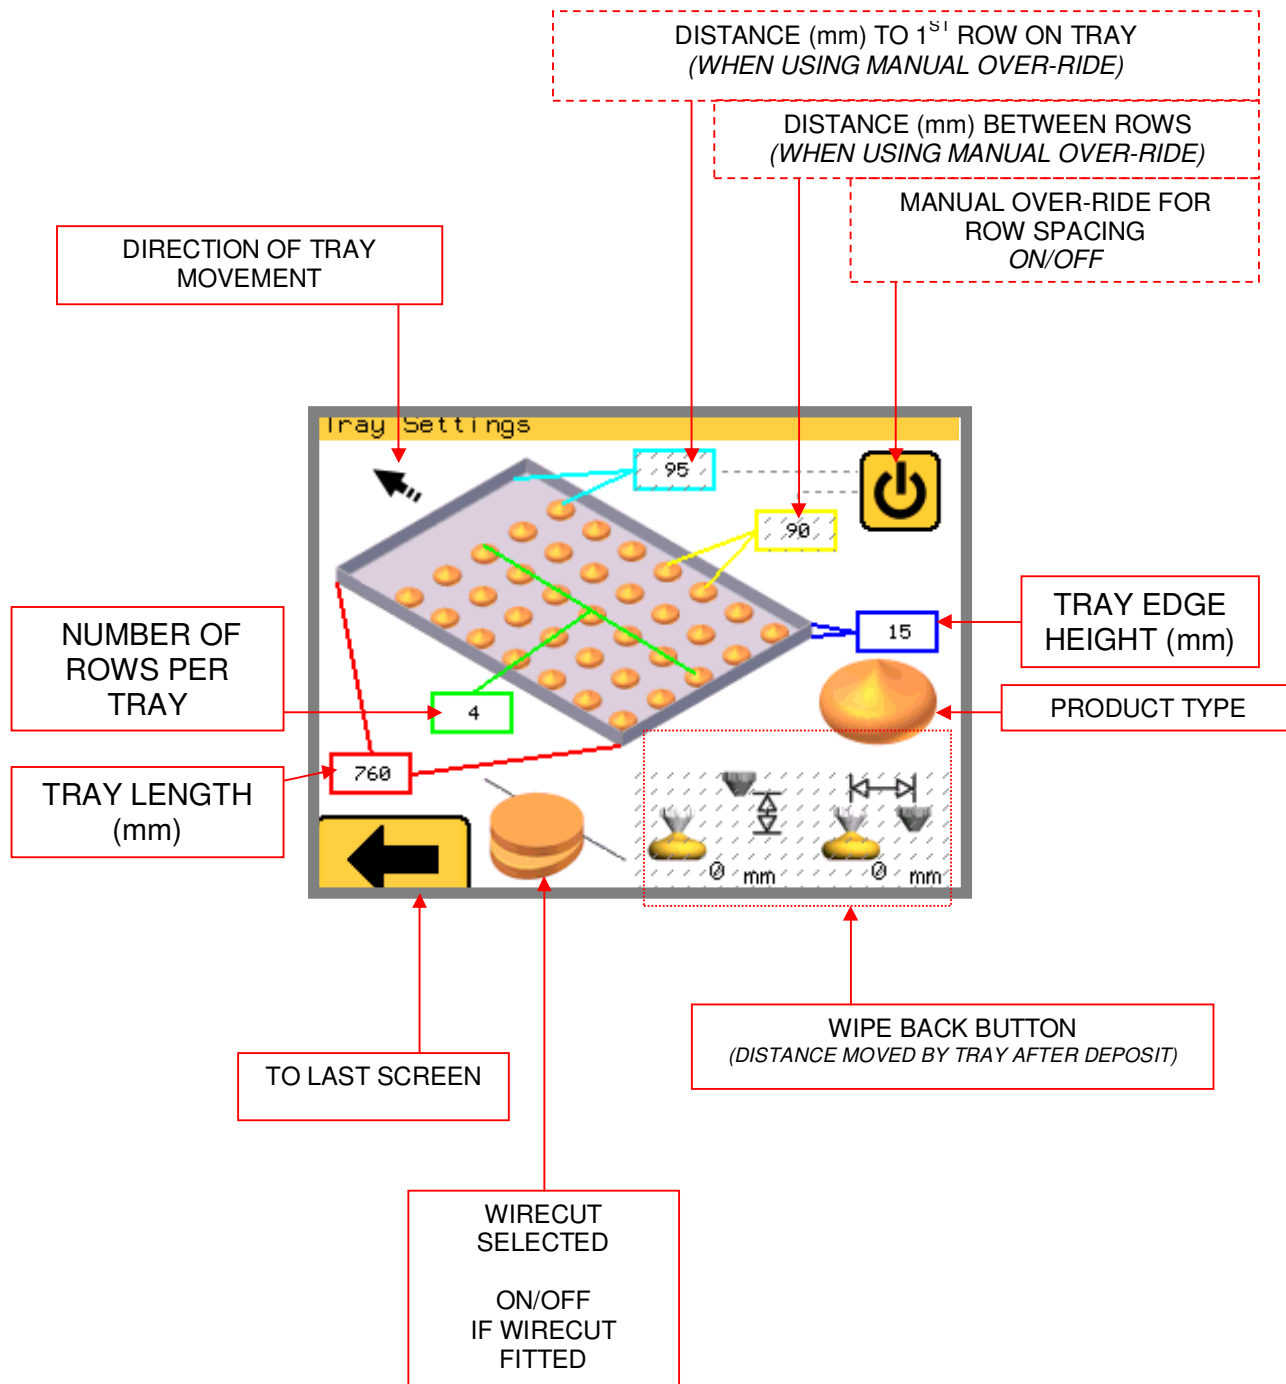 DISTANCE (mm) TO 1ST ROW ON TRAY
(WHEN USING MANUAL OVER-RIDE)
DISTANCE (mm) BETWEEN ROWS
(WHEN USING MANUAL OVER-RIDE)
MANUAL OVER-RIDE FOR
ROW SPACING
ON/OFF
DIRECTION OF TRAY
MOVEMENT
Tray Settings
95
90
15
TRAY EDGE
HEIGHT (mm)
NUMBER OF
ROWS PER
TRAY
4
PRODUCT TYPE
760
TRAY LENGTH
(mm)
0 mm
0 mm
WIPE BACK BUTTON
(DISTANCE MOVED BY TRAY AFTER DEPOSIT)
TO LAST SCREEN
WIRECUT
SELECTED
ON/OFF
IF WIRECUT
FITTED